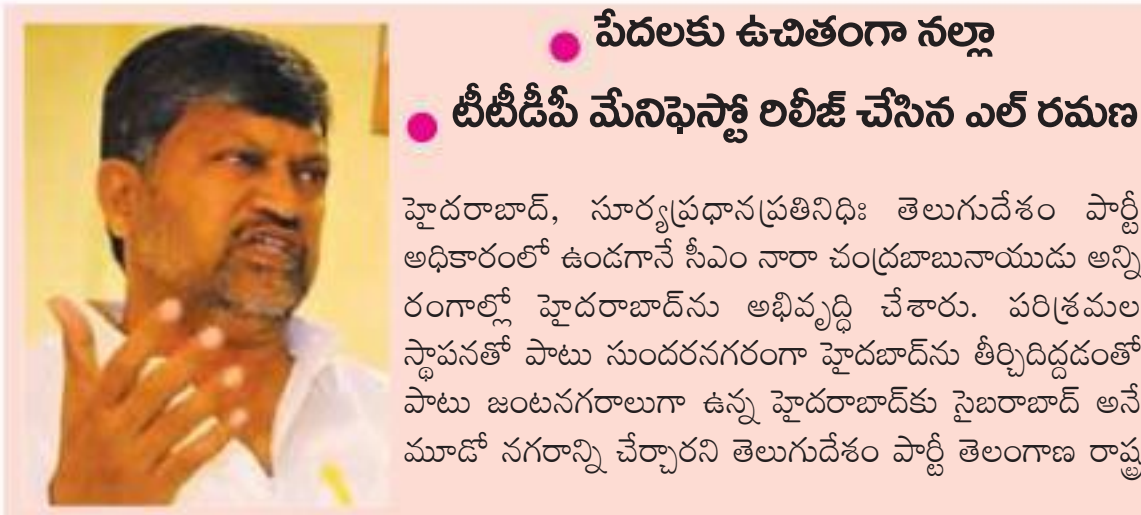 పేదలకు ఉచితంగా నల్లా
టీటీడీపీ మేనిఫెస్టో రిలీజ్ చేసిన ఎల్ రమణ
హైదరాబాద్, సూర్యప్రధానప్రతినిధిః తెలుగుదేశం పార్టీ
అధికారంలో ఉండగానే సీఎం నారా చంద్రబాబునాయుడు అన్ని
రంగాల్లో హైదరాబాద్‌ను అభివృద్ధి చేశారు. పరిశ్రమల
స్థాపనతో పాటు సుందరనగరంగా హైదబాద్‌ను తీర్చిదిద్దడంతో
పాటు జంటనగరాలుగా ఉన్న హైదరాబాద్‌కు సైబరాబాద్ అనే
మూడో నగరాన్ని చేర్చారని తెలుగుదేశం పార్టీ తెలంగాణ రాష్ట్ర